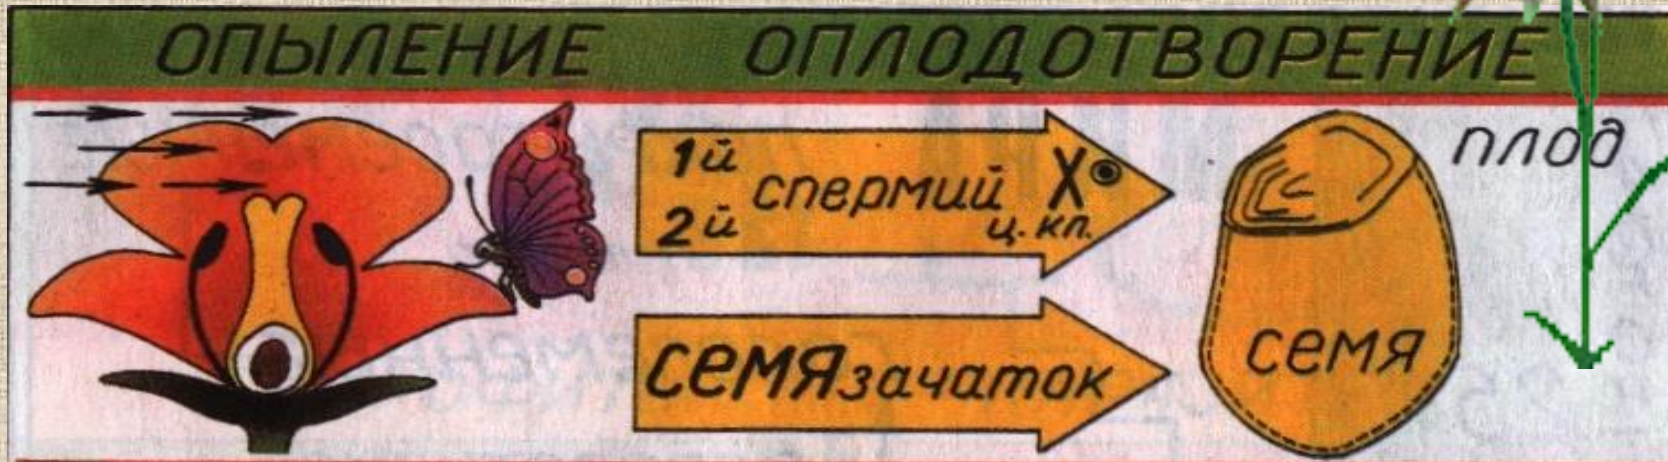 ОПЫЛЕНИЕ ОПЛОДОТВОРЕНИЕ
1й
2й
спермий
Х
ц. кл.
плод
семязачаток
семя